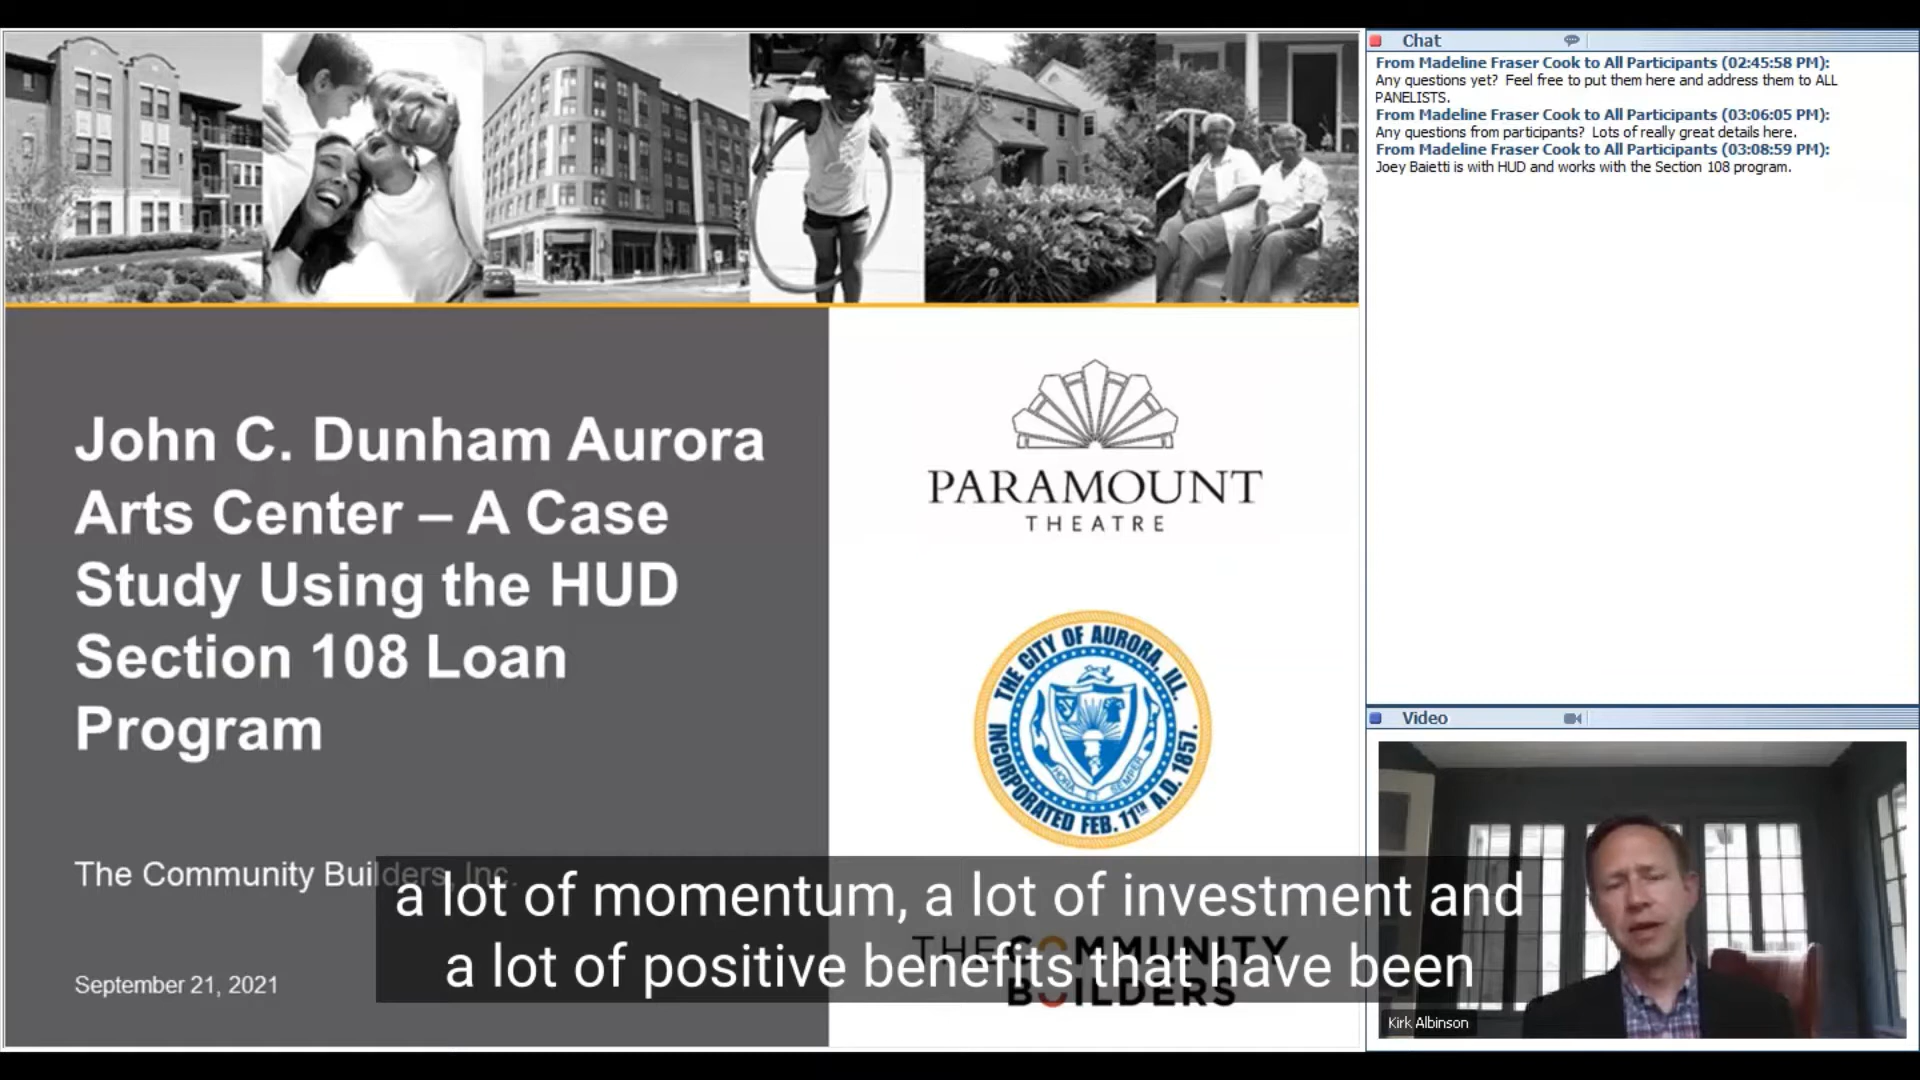 John C. Dunham Aurora
Arts Center – A Case
Study Using the HUD
Section 108 Loan
Program
The Community Builders, Inc.
September 21, 2021
PARAMOUNT
THEATRE
THE CITY OF AURORA, ILL.
INCORPORATED FEB. 11TH A.D. 1857.
HORA ET SEMPER
THE COMMUNITY
BUILDERS
a lot of momentum, a lot of investment and
a lot of positive benefits that have been
Chat
From Madeline Fraser Cook to All Participants (02:45:58 PM):
Any questions yet?  Feel free to put them here and address them to ALL
PANELISTS.
From Madeline Fraser Cook to All Participants (03:06:05 PM):
Any questions from participants?  Lots of really great details here.
From Madeline Fraser Cook to All Participants (03:08:59 PM):
Joey Baietti is with HUD and works with the Section 108 program.
Video
Kirk Albinson